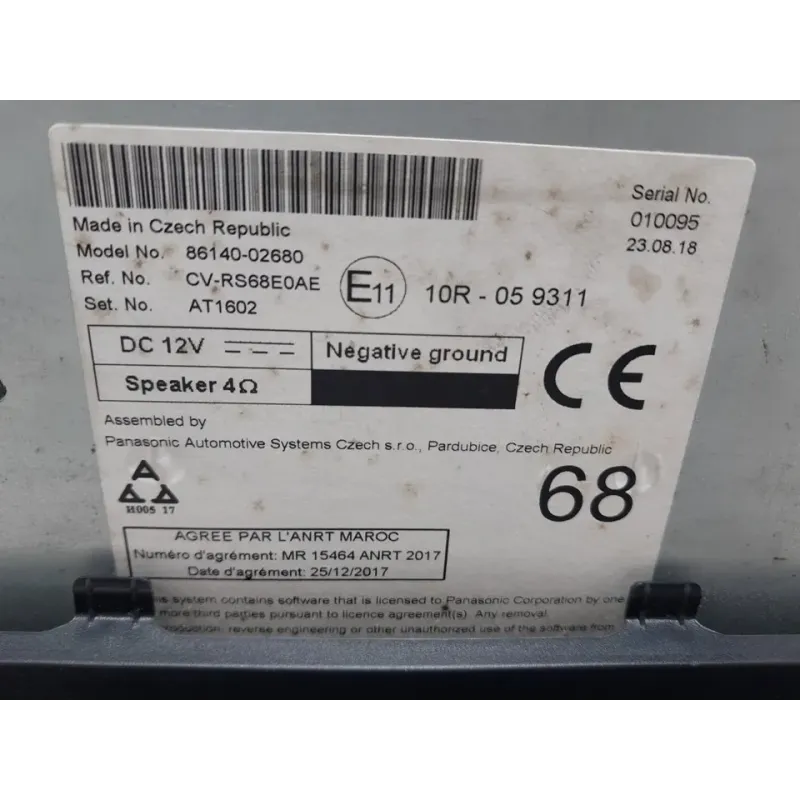 Serial No.
010095
23.08.18
Made in Czech Republic
Model No. 86140-02680
Ref. No. CV-RS68E0AE
Set. No. AT1602
E11 10R - 05 9311
DC 12V
Negative ground
Speaker 4Ω
CE
Assembled by
Panasonic Automotive Systems Czech s.r.o., Pardubice, Czech Republic
68
A
H005 17
AGREE PAR L'ANRT MAROC
Numéro d'agrément: MR 15464 ANRT 2017
Date d'agrément: 25/12/2017
system contains software that is licensed to Panasonic Corporation by one
more third parties pursuant to licence agreement(s). Any removal,
reverse engineering or other unauthorized use of the software from